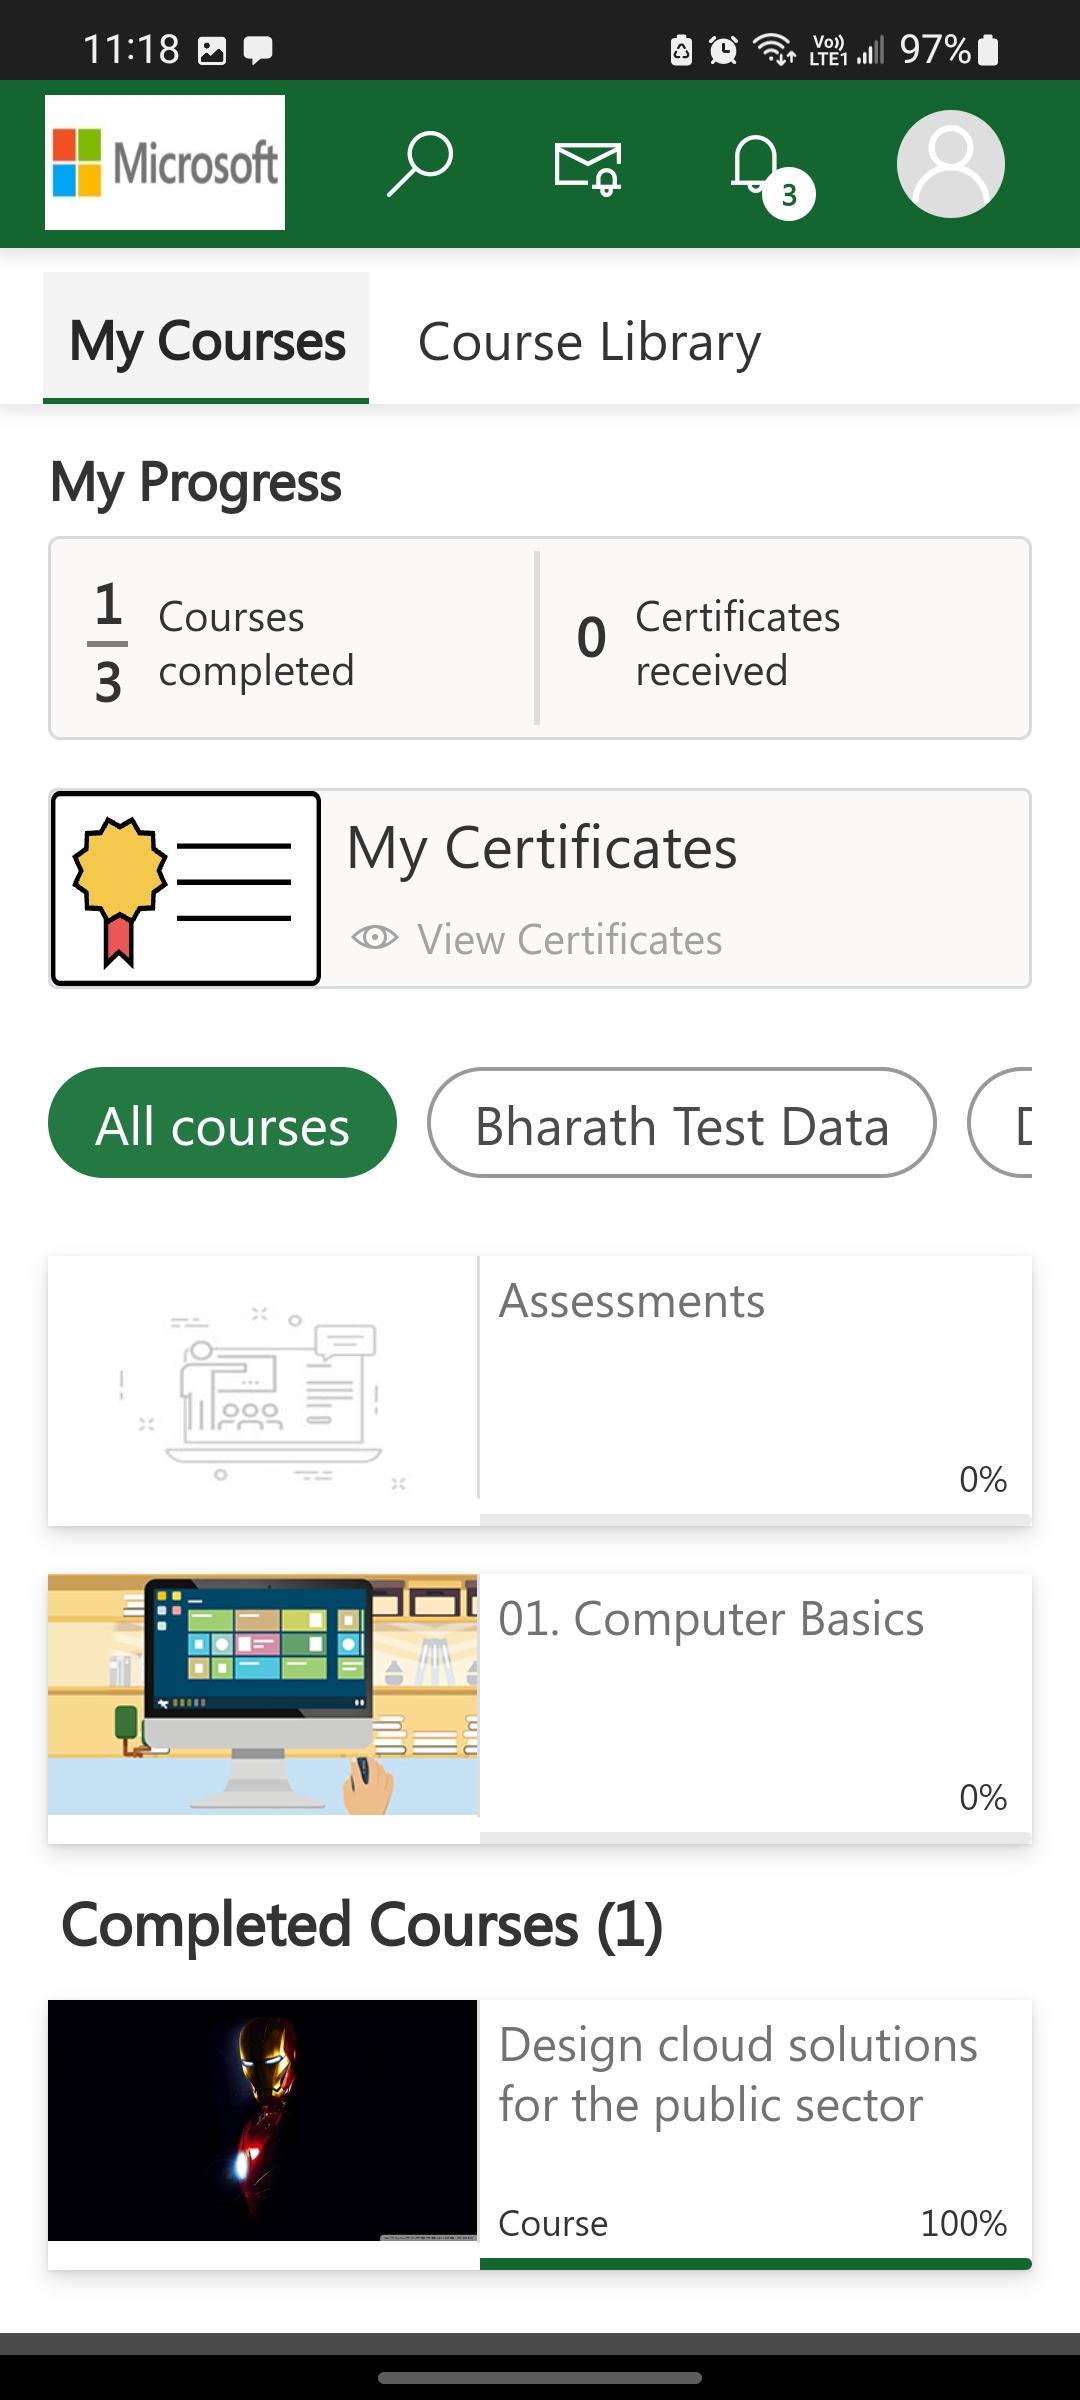 11:18
Vo))
LTE1
97%
Microsoft
3
My Courses
Course Library
My Progress
1
3
Courses
completed
0
Certificates
received
My Certificates
View Certificates
All courses
Bharath Test Data
Assessments
0%
01. Computer Basics
0%
Completed Courses (1)
Design cloud solutions
for the public sector
Course
100%